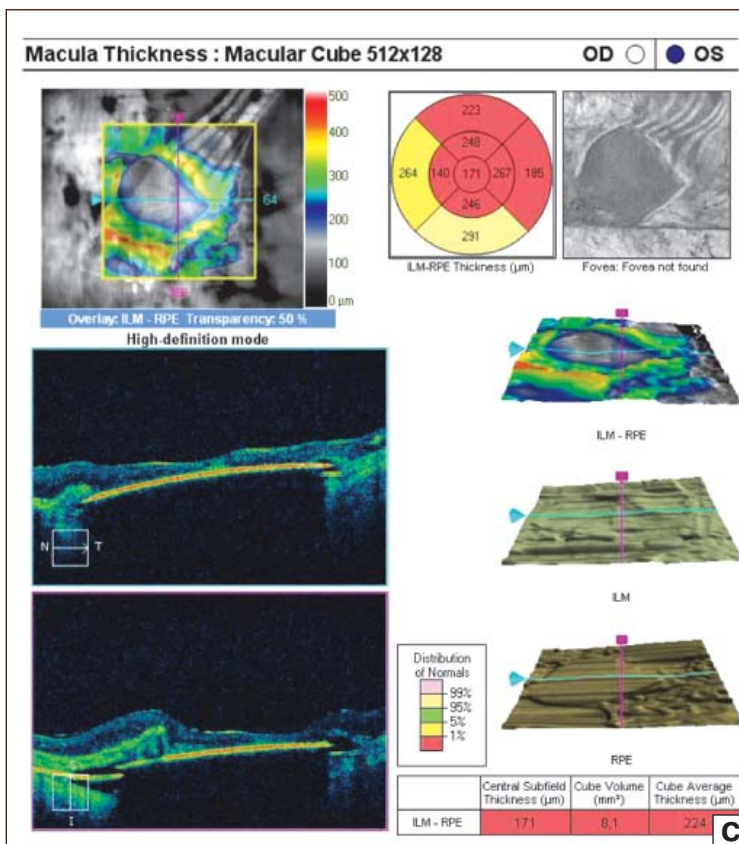 Macula Thickness : Macular Cube 512x128 OD OS
500
400
300
200
100
0 µm
64
Overlay: ILM - RPE Transparency: 50 %
223
248
264 140 171 267 185
246
291
ILM-RPE Thickness (µm)
Fovea: Fovea not found
High-definition mode
N T
I
ILM - RPE
ILM
RPE
Distribution
of Normals
99%
95%
5%
1%
Central Subfield Thickness (µm) Cube Volume (mm³) Cube Average Thickness (µm)
ILM - RPE 171 8,1 224
C